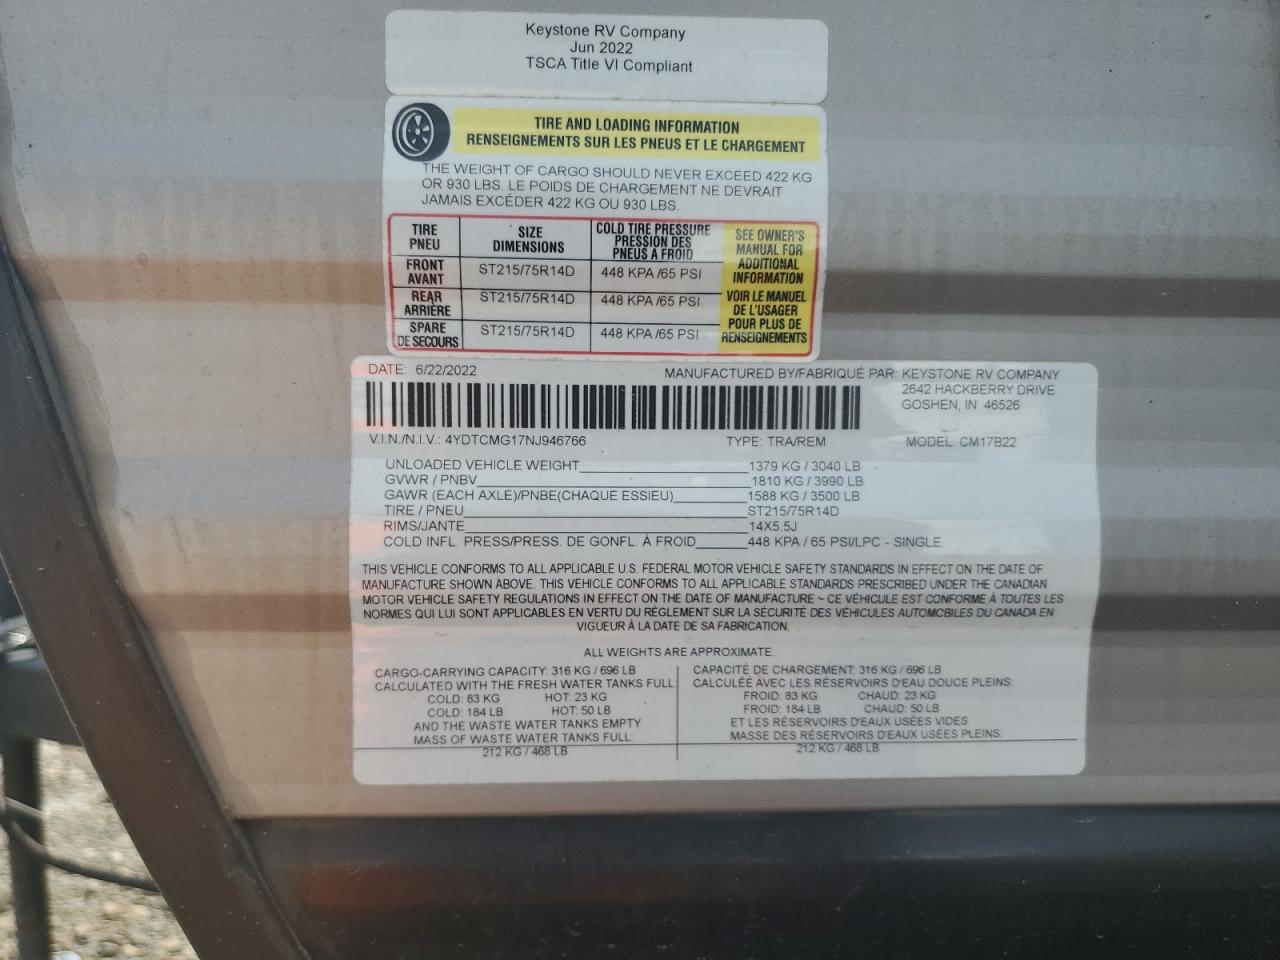 Keystone RV Company
Jun 2022
TSCA Title VI Compliant
TIRE AND LOADING INFORMATION
RENSEIGNEMENTS SUR LES PNEUS ET LE CHARGEMENT
THE WEIGHT OF CARGO SHOULD NEVER EXCEED 422 KG
OR 930 LBS. LE POIDS DE CHARGEMENT NE DEVRAIT
JAMAIS EXCÉDER 422 KG OU 930 LBS.
TIRE PNEU SIZE DIMENSIONS COLD TIRE PRESSURE PRESSION DES PNEUS A FROID
FRONT AVANT ST215/75R14D 448 KPA /65 PSI
REAR ARRIÈRE ST215/75R14D 448 KPA /65 PSI
SPARE DE SECOURS ST215/75R14D 448 KPA /65 PSI
SEE OWNER'S
MANUAL FOR
ADDITIONAL
INFORMATION
VOIR LE MANUEL
DE L'USAGER
POUR PLUS DE
RENSEIGNEMENTS
DATE: 6/22/2022 MANUFACTURED BY/FABRIQUÉ PAR: KEYSTONE RV COMPANY
2642 HACKBERRY DRIVE
GOSHEN, IN 46526
V.I.N./N.I.V.: 4YDTCMG17NJ946766 TYPE: TRA/REM MODEL: CM17B22
UNLOADED VEHICLE WEIGHT 1379 KG / 3040 LB
GVWR / PNBV 1810 KG / 3990 LB
GAWR (EACH AXLE)/PNBE(CHAQUE ESSIEU) 1588 KG / 3500 LB
TIRE / PNEU ST215/75R14D
RIMS/JANTE 14X5.5J
COLD INFL. PRESS/PRESS. DE GONFL. À FROID 448 KPA / 65 PSI/LPC - SINGLE
THIS VEHICLE CONFORMS TO ALL APPLICABLE U.S. FEDERAL MOTOR VEHICLE SAFETY STANDARDS IN EFFECT ON THE DATE OF
MANUFACTURE SHOWN ABOVE. THIS VEHICLE CONFORMS TO ALL APPLICABLE STANDARDS PRESCRIBED UNDER THE CANADIAN
MOTOR VEHICLE SAFETY REGULATIONS IN EFFECT ON THE DATE OF MANUFACTURE ~ CE VÉHICULE EST CONFORME À TOUTES LES
NORMES QUI LUI SONT APPLICABLES EN VERTU DU RÉGLEMENT SUR LA SÉCURITÉ DES VÉHICULES AUTOMOBILES DU CANADA EN
VIGUEUR À LA DATE DE SA FABRICATION.
ALL WEIGHTS ARE APPROXIMATE.
CARGO-CARRYING CAPACITY: 316 KG / 696 LB
CALCULATED WITH THE FRESH WATER TANKS FULL:
COLD: 83 KG HOT: 23 KG
COLD: 184 LB HOT: 50 LB
AND THE WASTE WATER TANKS EMPTY
MASS OF WASTE WATER TANKS FULL:
212 KG / 468 LB
CAPACITÉ DE CHARGEMENT: 316 KG / 696 LB
CALCULÉE AVEC LES RÉSERVOIRS D'EAU DOUCE PLEINS:
FROID: 83 KG CHAUD: 23 KG
FROID: 184 LB CHAUD: 50 LB
ET LES RÉSERVOIRS D'EAUX USÉES VIDES
MASSE DES RÉSERVOIRS D'EAUX USÉES PLEINS:
212 KG / 468 LB